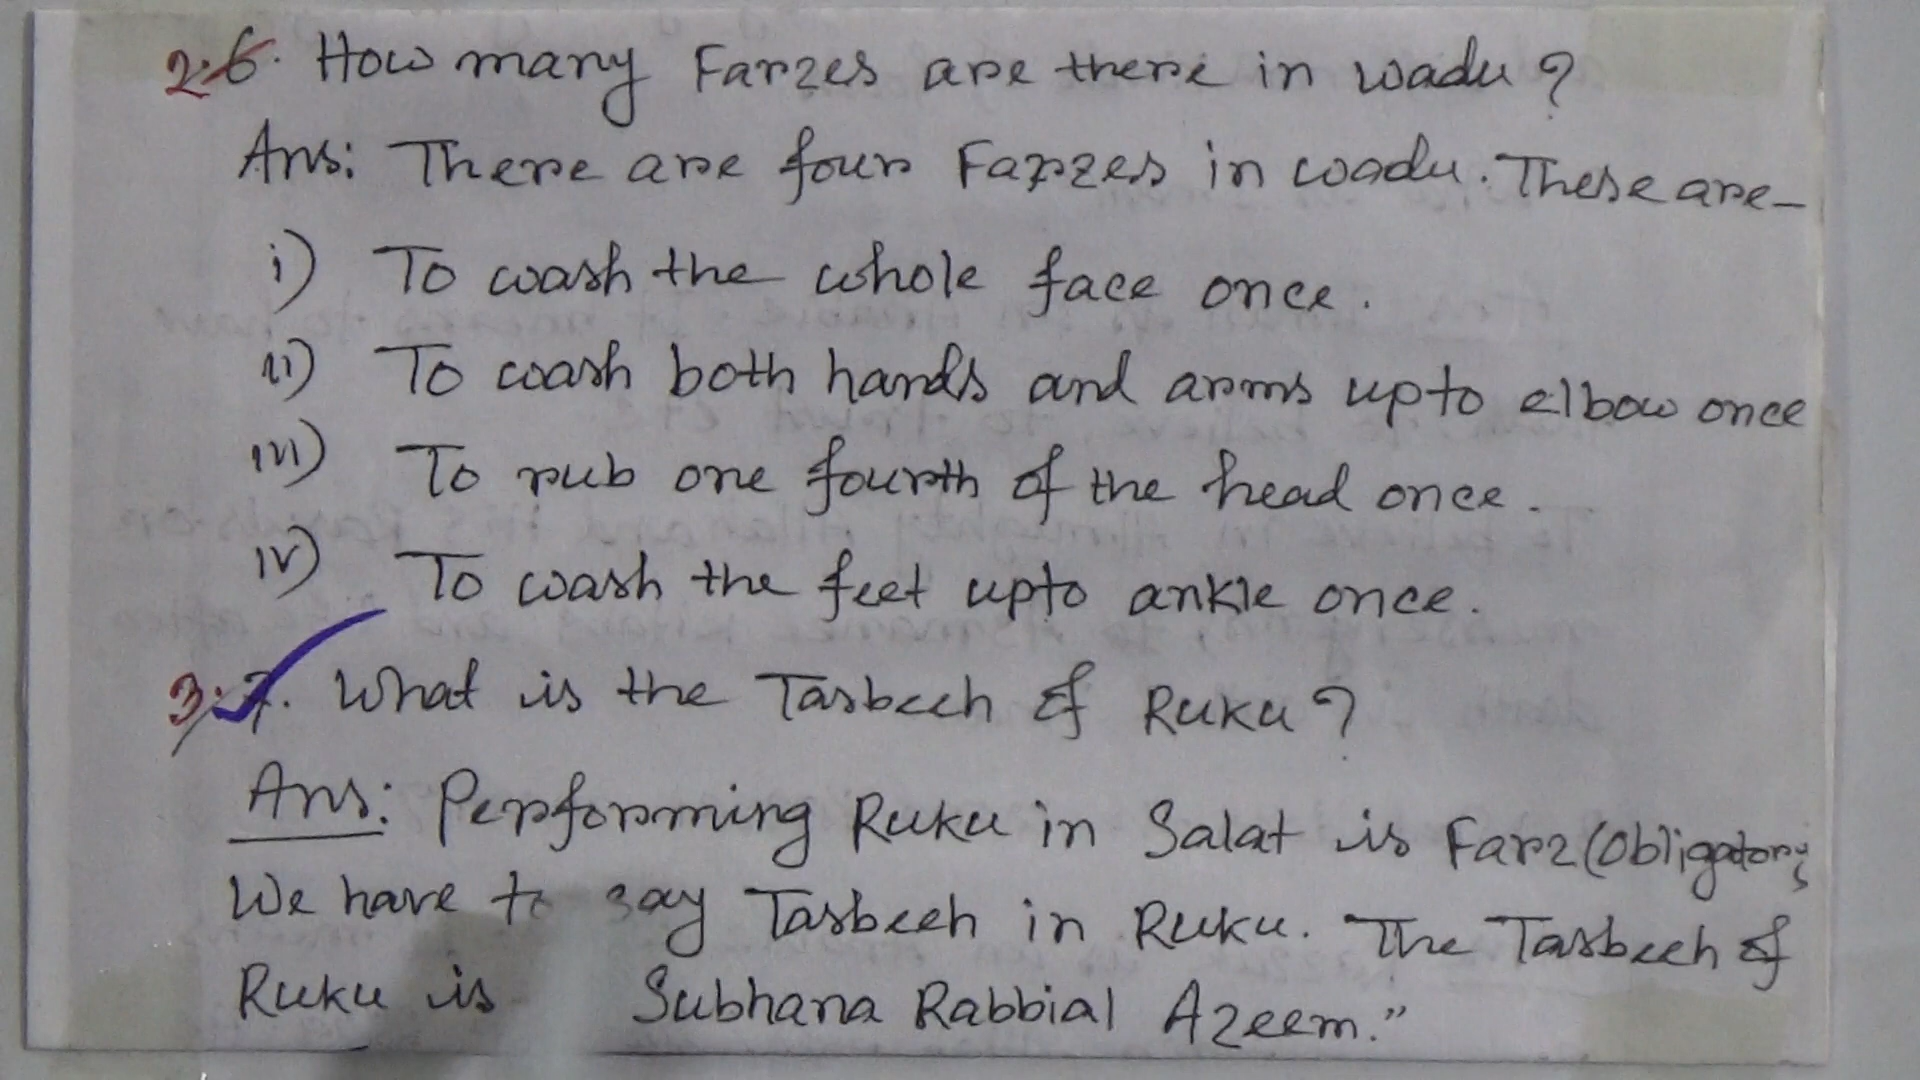 2.6. How many Farzes are there in wadu?
Ans: There are four Farzes in wadu. These are-
i) To wash the whole face once.
ii) To wash both hands and arms upto elbow once
iii) To rub one fourth of the head once.
iv) To wash the feet upto ankle once.
3.7. What is the Tasbeeh of Ruku?
Ans: Performing Ruku in Salat is Farz (Obligatory
We have to say Tasbeeh in Ruku. The Tasbeeh of
Ruku is Subhana Rabbial Azeem."